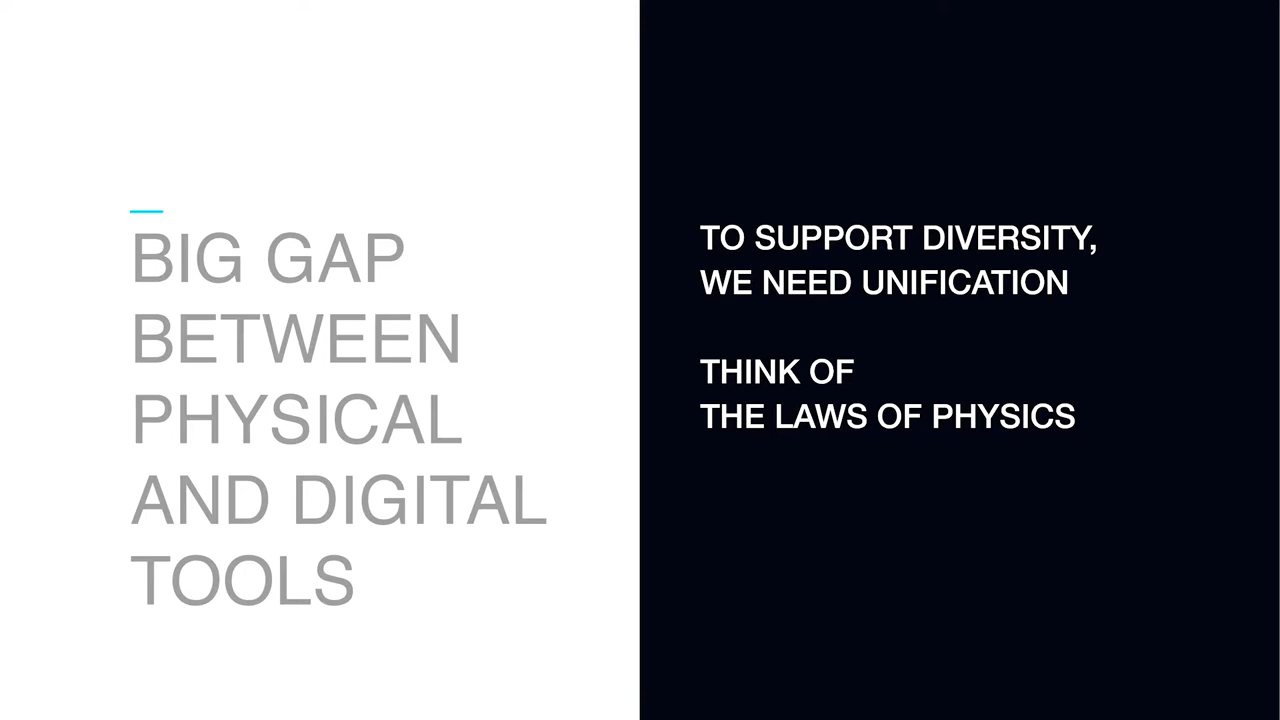 BIG GAP
BETWEEN
PHYSICAL
AND DIGITAL
TOOLS
TO SUPPORT DIVERSITY,
WE NEED UNIFICATION
THINK OF
THE LAWS OF PHYSICS